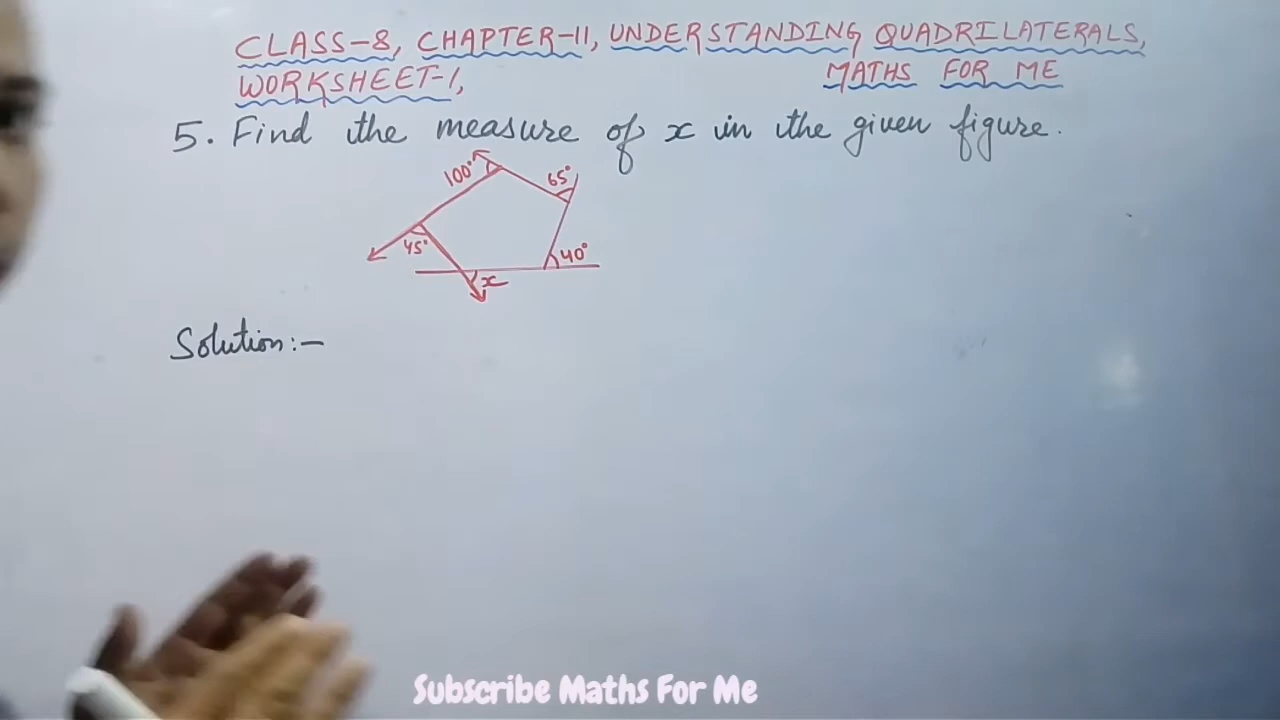 CLASS-8, CHAPTER-11, UNDERSTANDING QUADRILATERALS,
WORKSHEET-1, MATHS FOR ME
5. Find the measure of x in the given figure.
100°
65°
45°
40°
x
Solution:-
Subscribe Maths For Me